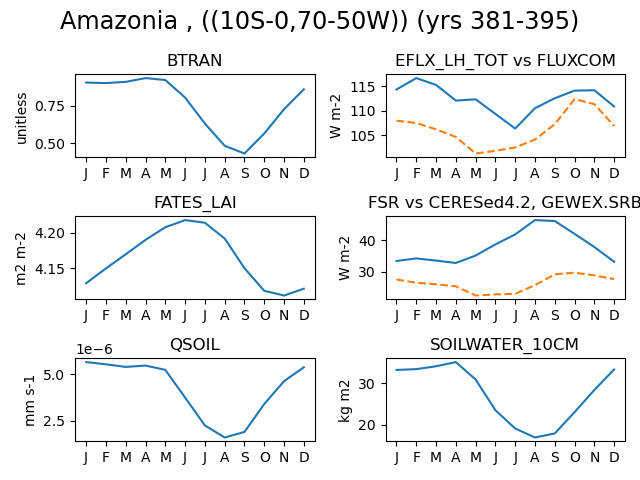 Amazonia , ((10S-0,70-50W)) (yrs 381-395)
BTRAN
unitless
0.75
0.50
J F M A M J J A S O N D
EFLX_LH_TOT vs FLUXCOM
W m-2
115
110
105
J F M A M J J A S O N D
FATES_LAI
m2 m-2
4.20
4.15
J F M A M J J A S O N D
FSR vs CERESed4.2, GEWEX.SRB
W m-2
40
30
J F M A M J J A S O N D
QSOIL
1e−6
mm s-1
5.0
2.5
J F M A M J J A S O N D
SOILWATER_10CM
kg m2
30
20
J F M A M J J A S O N D